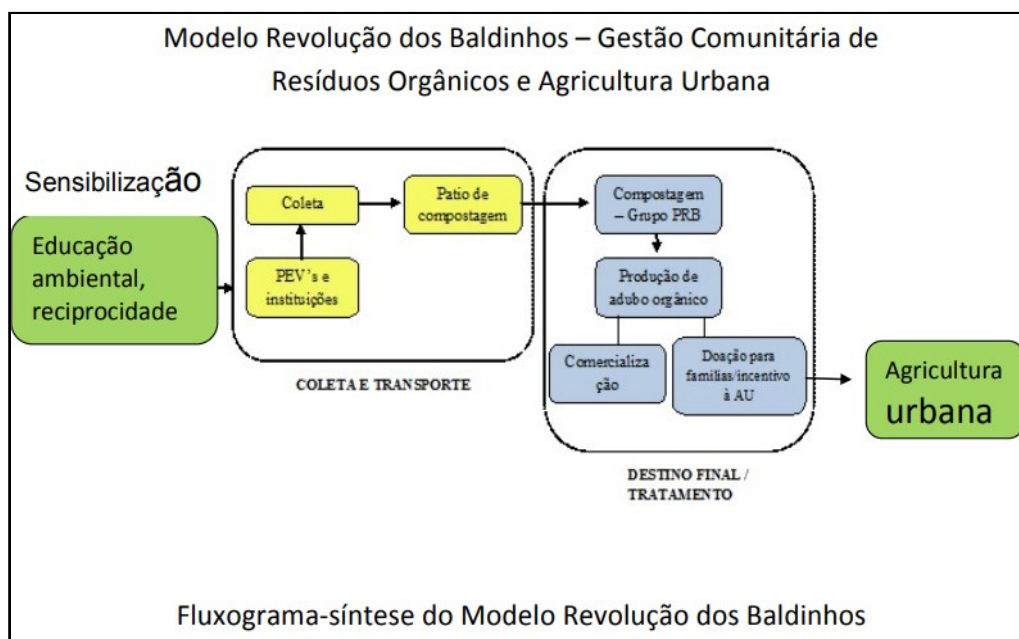 Modelo Revolução dos Baldinhos – Gestão Comunitária de
Resíduos Orgânicos e Agricultura Urbana
Sensibilização
Educação
ambiental,
reciprocidade
Coleta
Patio de
compostagem
PEV's e
instituições
COLETA E TRANSPORTE
Compostagem
– Grupo PRB
Produção de
adubo orgânico
Comercializa
ção
Doação para
famílias/incentivo
à AU
DESTINO FINAL /
TRATAMENTO
Agricultura
urbana
Fluxograma-síntese do Modelo Revolução dos Baldinhos